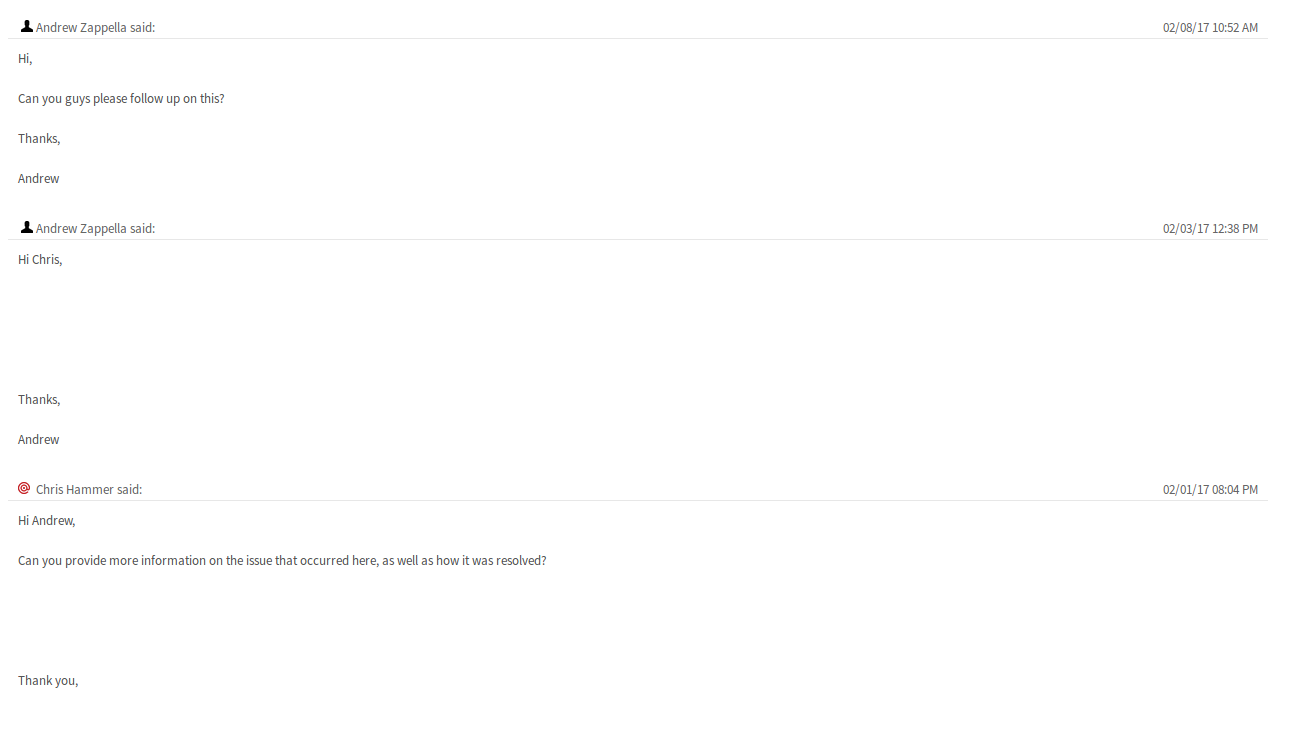 Andrew Zappella said: 02/08/17 10:52 AM
Hi,
Can you guys please follow up on this?
Thanks,
Andrew
Andrew Zappella said: 02/03/17 12:38 PM
Hi Chris,
Thanks,
Andrew
Chris Hammer said: 02/01/17 08:04 PM
Hi Andrew,
Can you provide more information on the issue that occurred here, as well as how it was resolved?
Thank you,